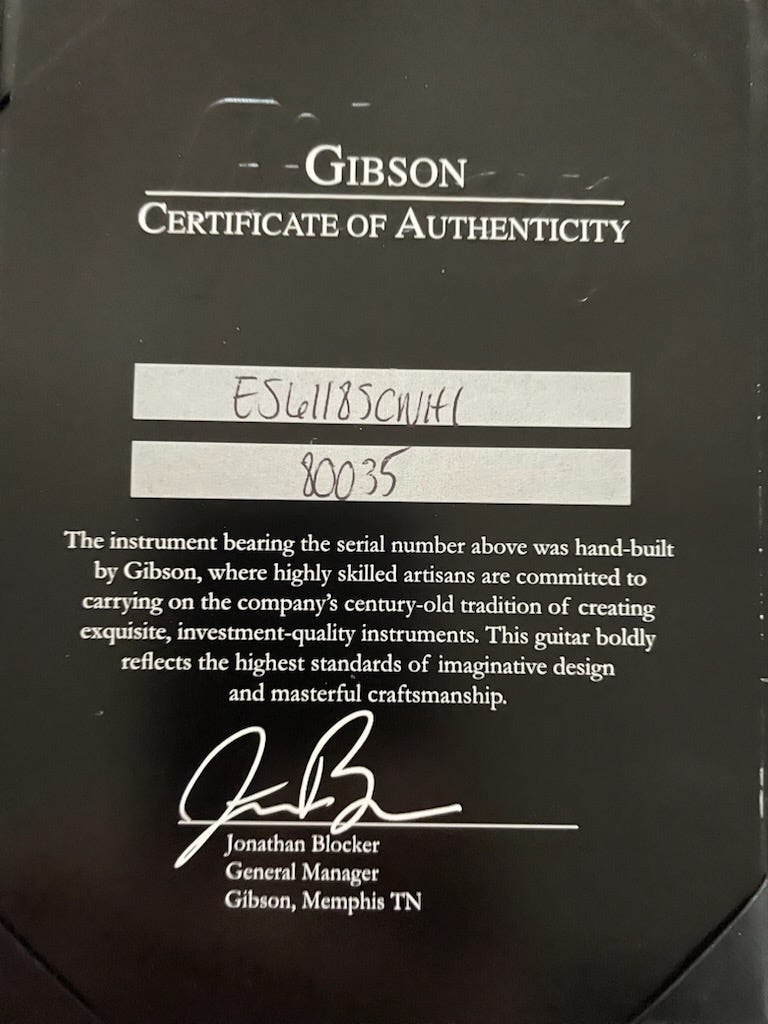 GIBSON
CERTIFICATE OF AUTHENTICITY
ES61185CWH1
80035
The instrument bearing the serial number above was hand-built
by Gibson, where highly skilled artisans are committed to
carrying on the company's century-old tradition of creating
exquisite, investment-quality instruments. This guitar boldly
reflects the highest standards of imaginative design
and masterful craftsmanship.
Jonathan Blocker
General Manager
Gibson, Memphis TN